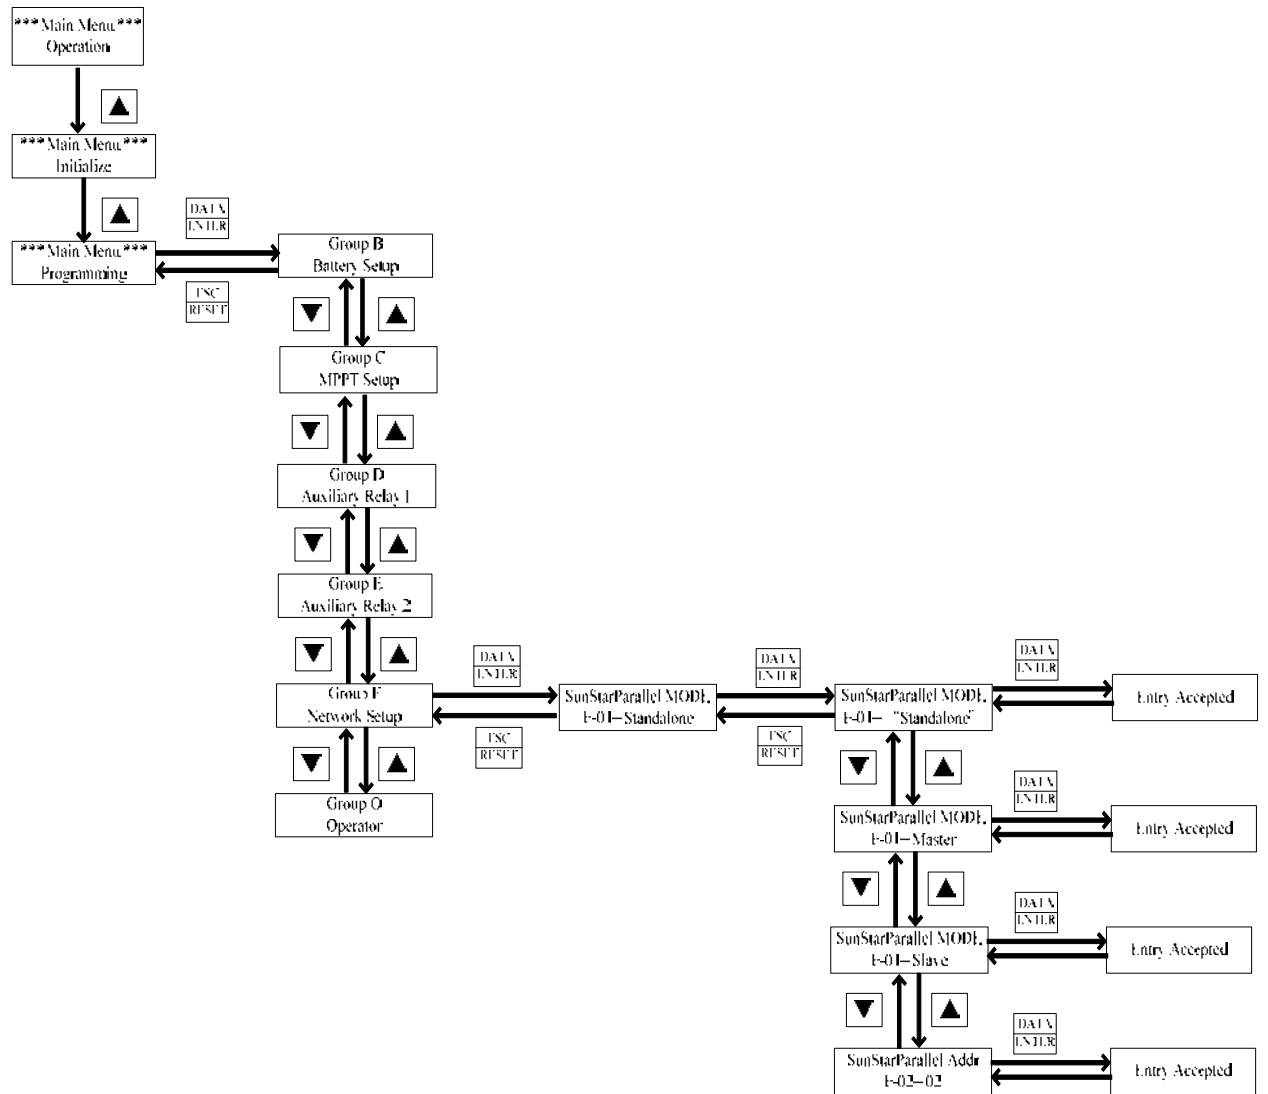 ***Main Menu***
Operation
***Main Menu***
Initialize
***Main Menu***
Programming
DATA
ENTER
ESC
RESET
Group B
Battery Setup
Group C
MPPT Setup
Group D
Auxiliary Relay 1
Group E
Auxiliary Relay 2
Group F
Network Setup
Group O
Operator
DATA
ENTER
ESC
RESET
SunStarParallel MODE
F-01=Standalone
DATA
ENTER
ESC
RESET
SunStarParallel MODE
F-01= "Standalone"
DATA
ENTER
Entry Accepted
SunStarParallel MODE
F-01=Master
DATA
ENTER
Entry Accepted
SunStarParallel MODE
F-01=Slave
DATA
ENTER
Entry Accepted
SunStarParallel Addr
F-02=02
DATA
ENTER
Entry Accepted